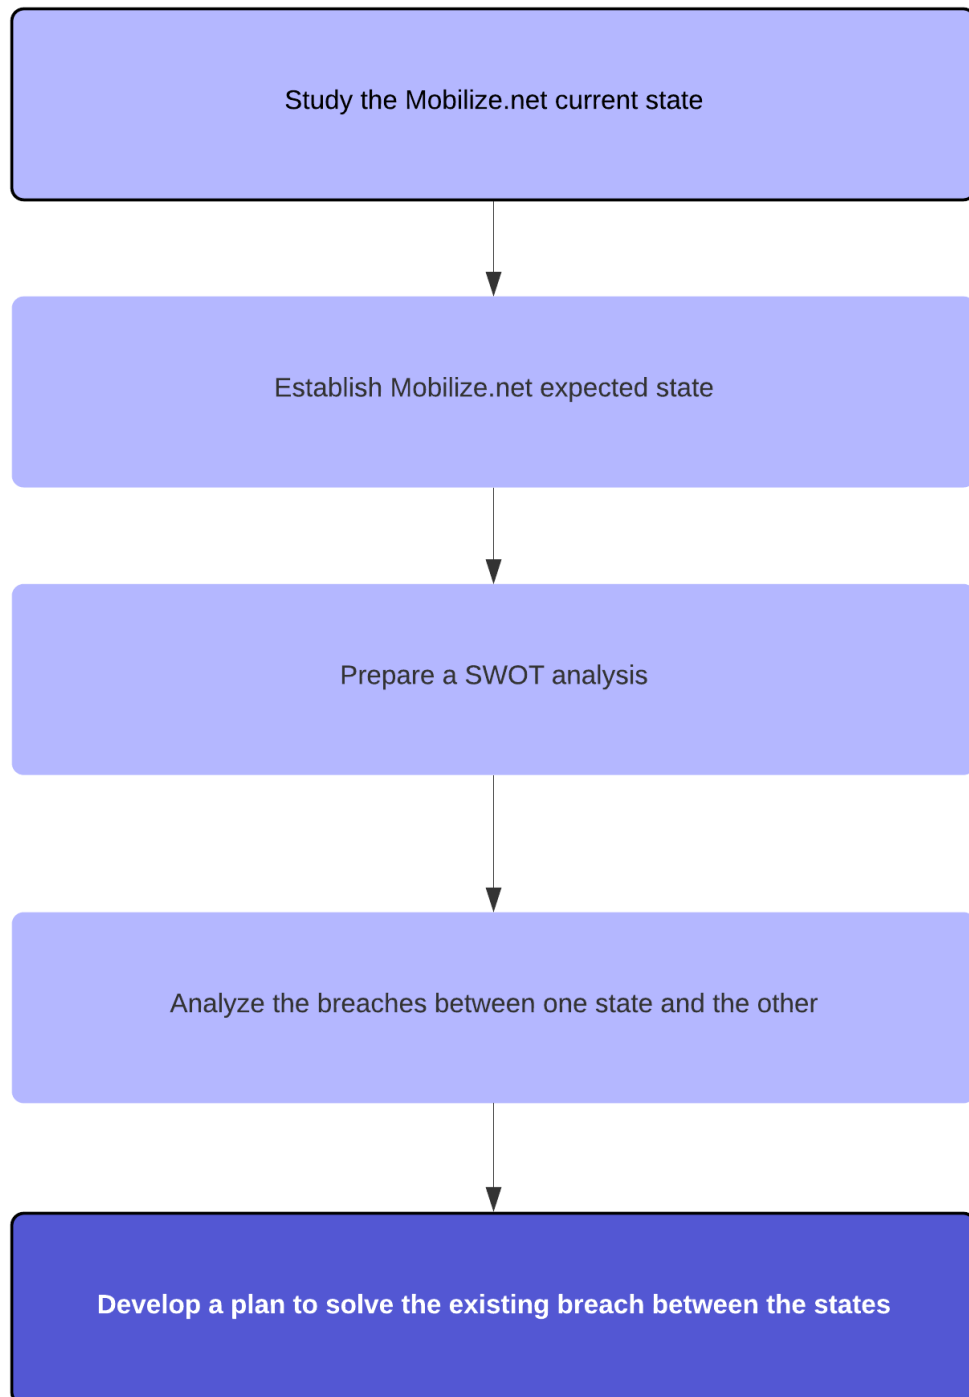 Study the Mobilize.net current state
Establish Mobilize.net expected state
Prepare a SWOT analysis
Analyze the breaches between one state and the other
Develop a plan to solve the existing breach between the states